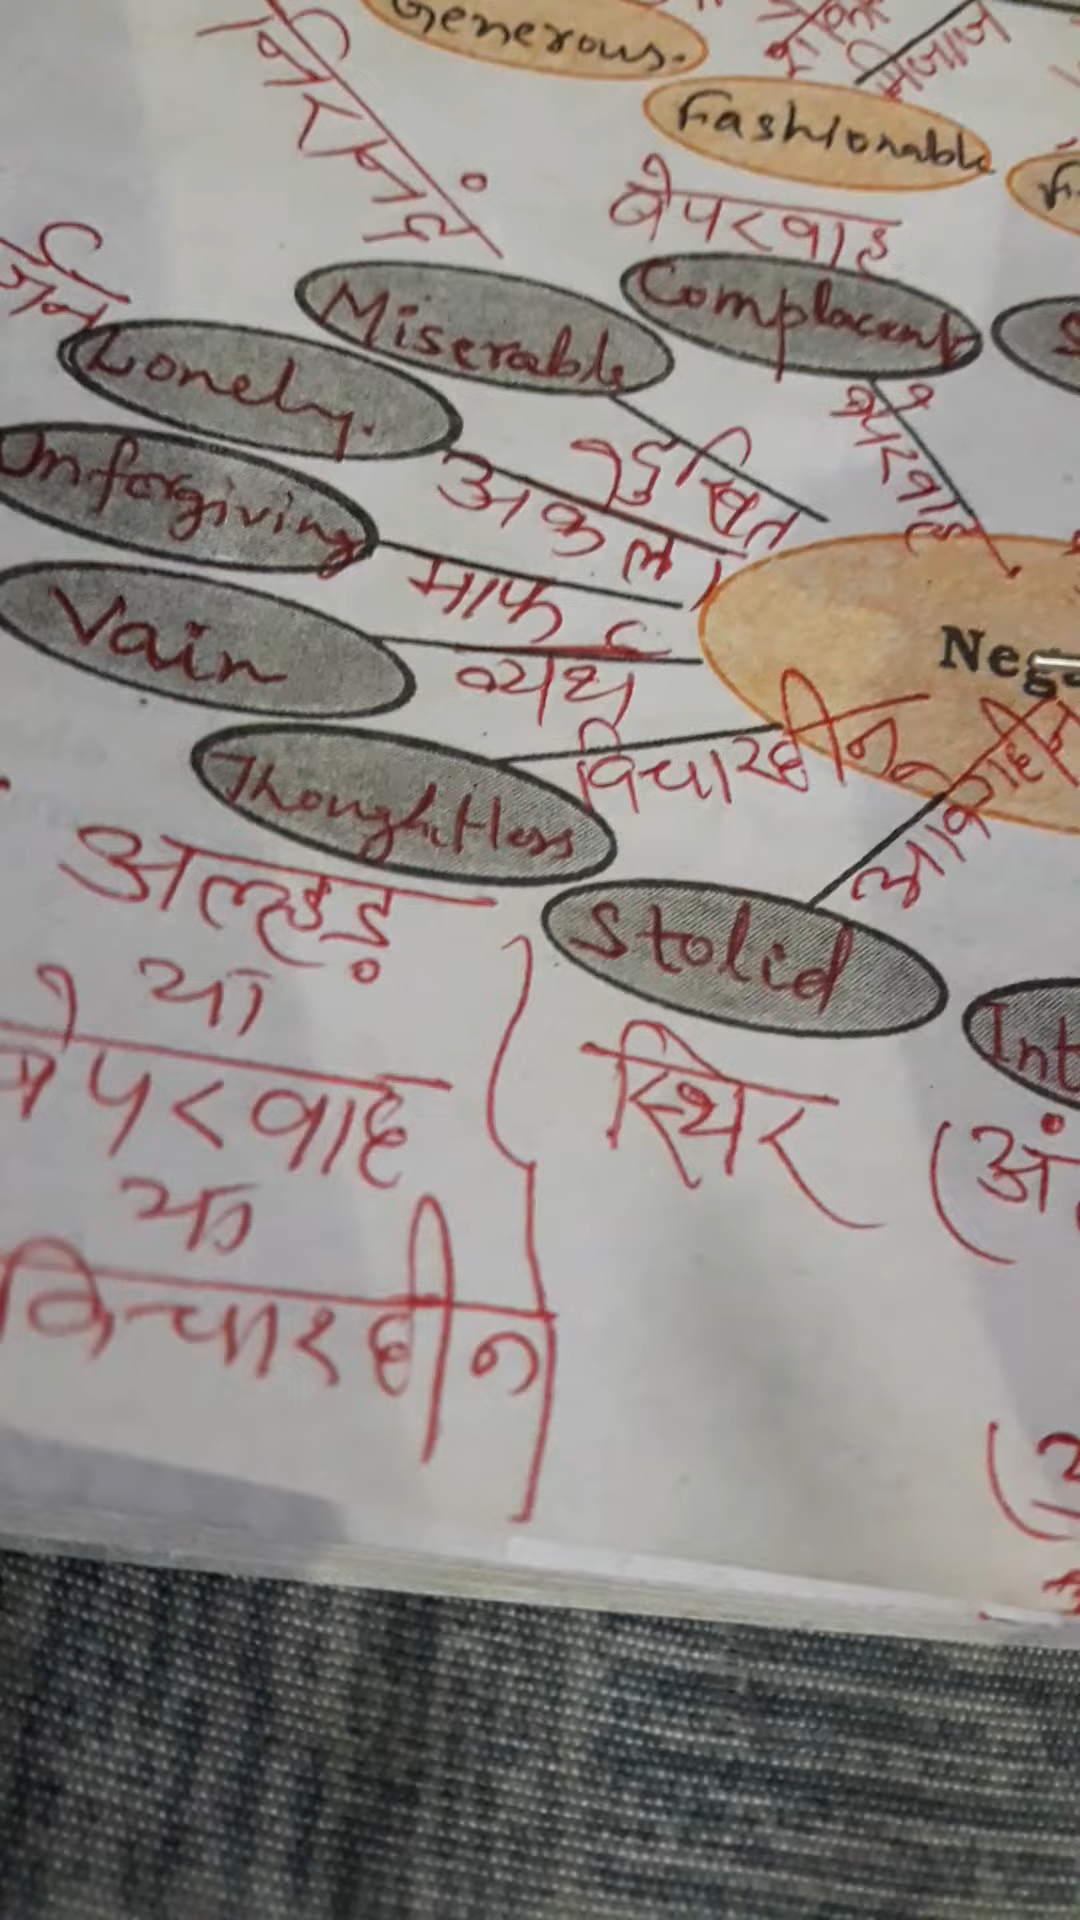 Generous.
Fashionable
बेपरवाह
Complacent
Miserable
Lonely.
दुखित
बेपरवाह
अकेला
Unforgiving
माफ
Vain
व्यर्थ
Neg
विचारहीन
Thoughtless
अल्हड़
Stolid
या
बेपरवाह
स्थिर
Int
(अं
या
विचारहीन